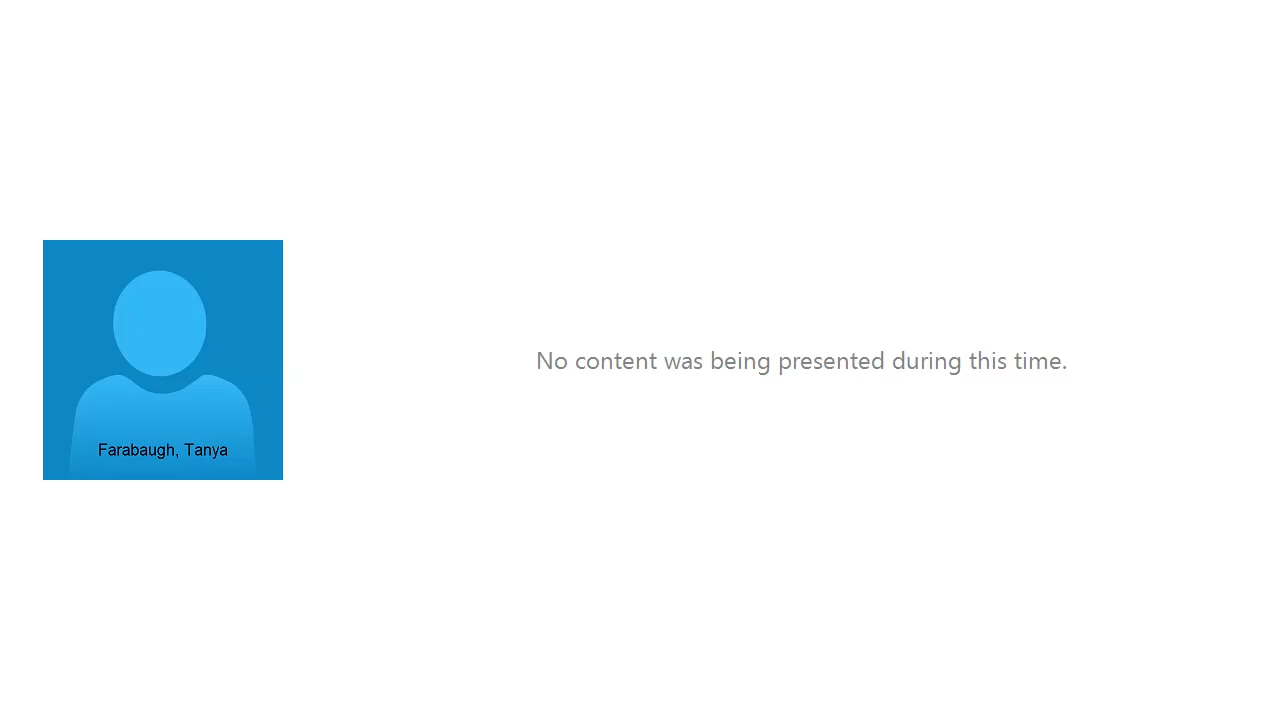 No content was being presented during this time.
Farabaugh, Tanya